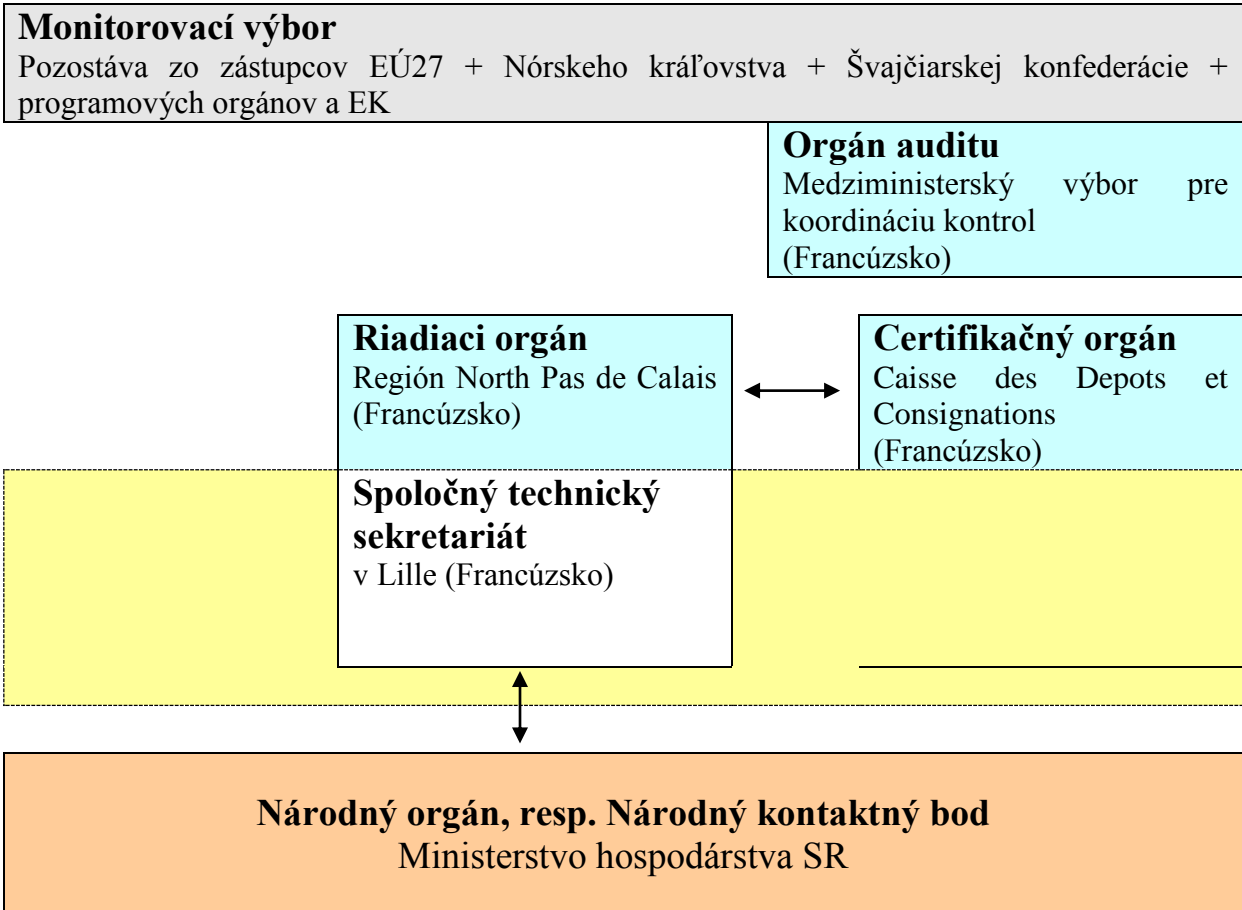 Monitorovací výbor
Pozostáva zo zástupcov EÚ27 + Nórskeho kráľovstva + Švajčiarskej konfederácie +
programových orgánov a EK
Orgán auditu
Medziministerský výbor pre
koordináciu kontrol
(Francúzsko)
Riadiaci orgán
Región North Pas de Calais
(Francúzsko)
Certifikačný orgán
Caisse des Depots et
Consignations
(Francúzsko)
Spoločný technický
sekretariát
v Lille (Francúzsko)
Národný orgán, resp. Národný kontaktný bod
Ministerstvo hospodárstva SR